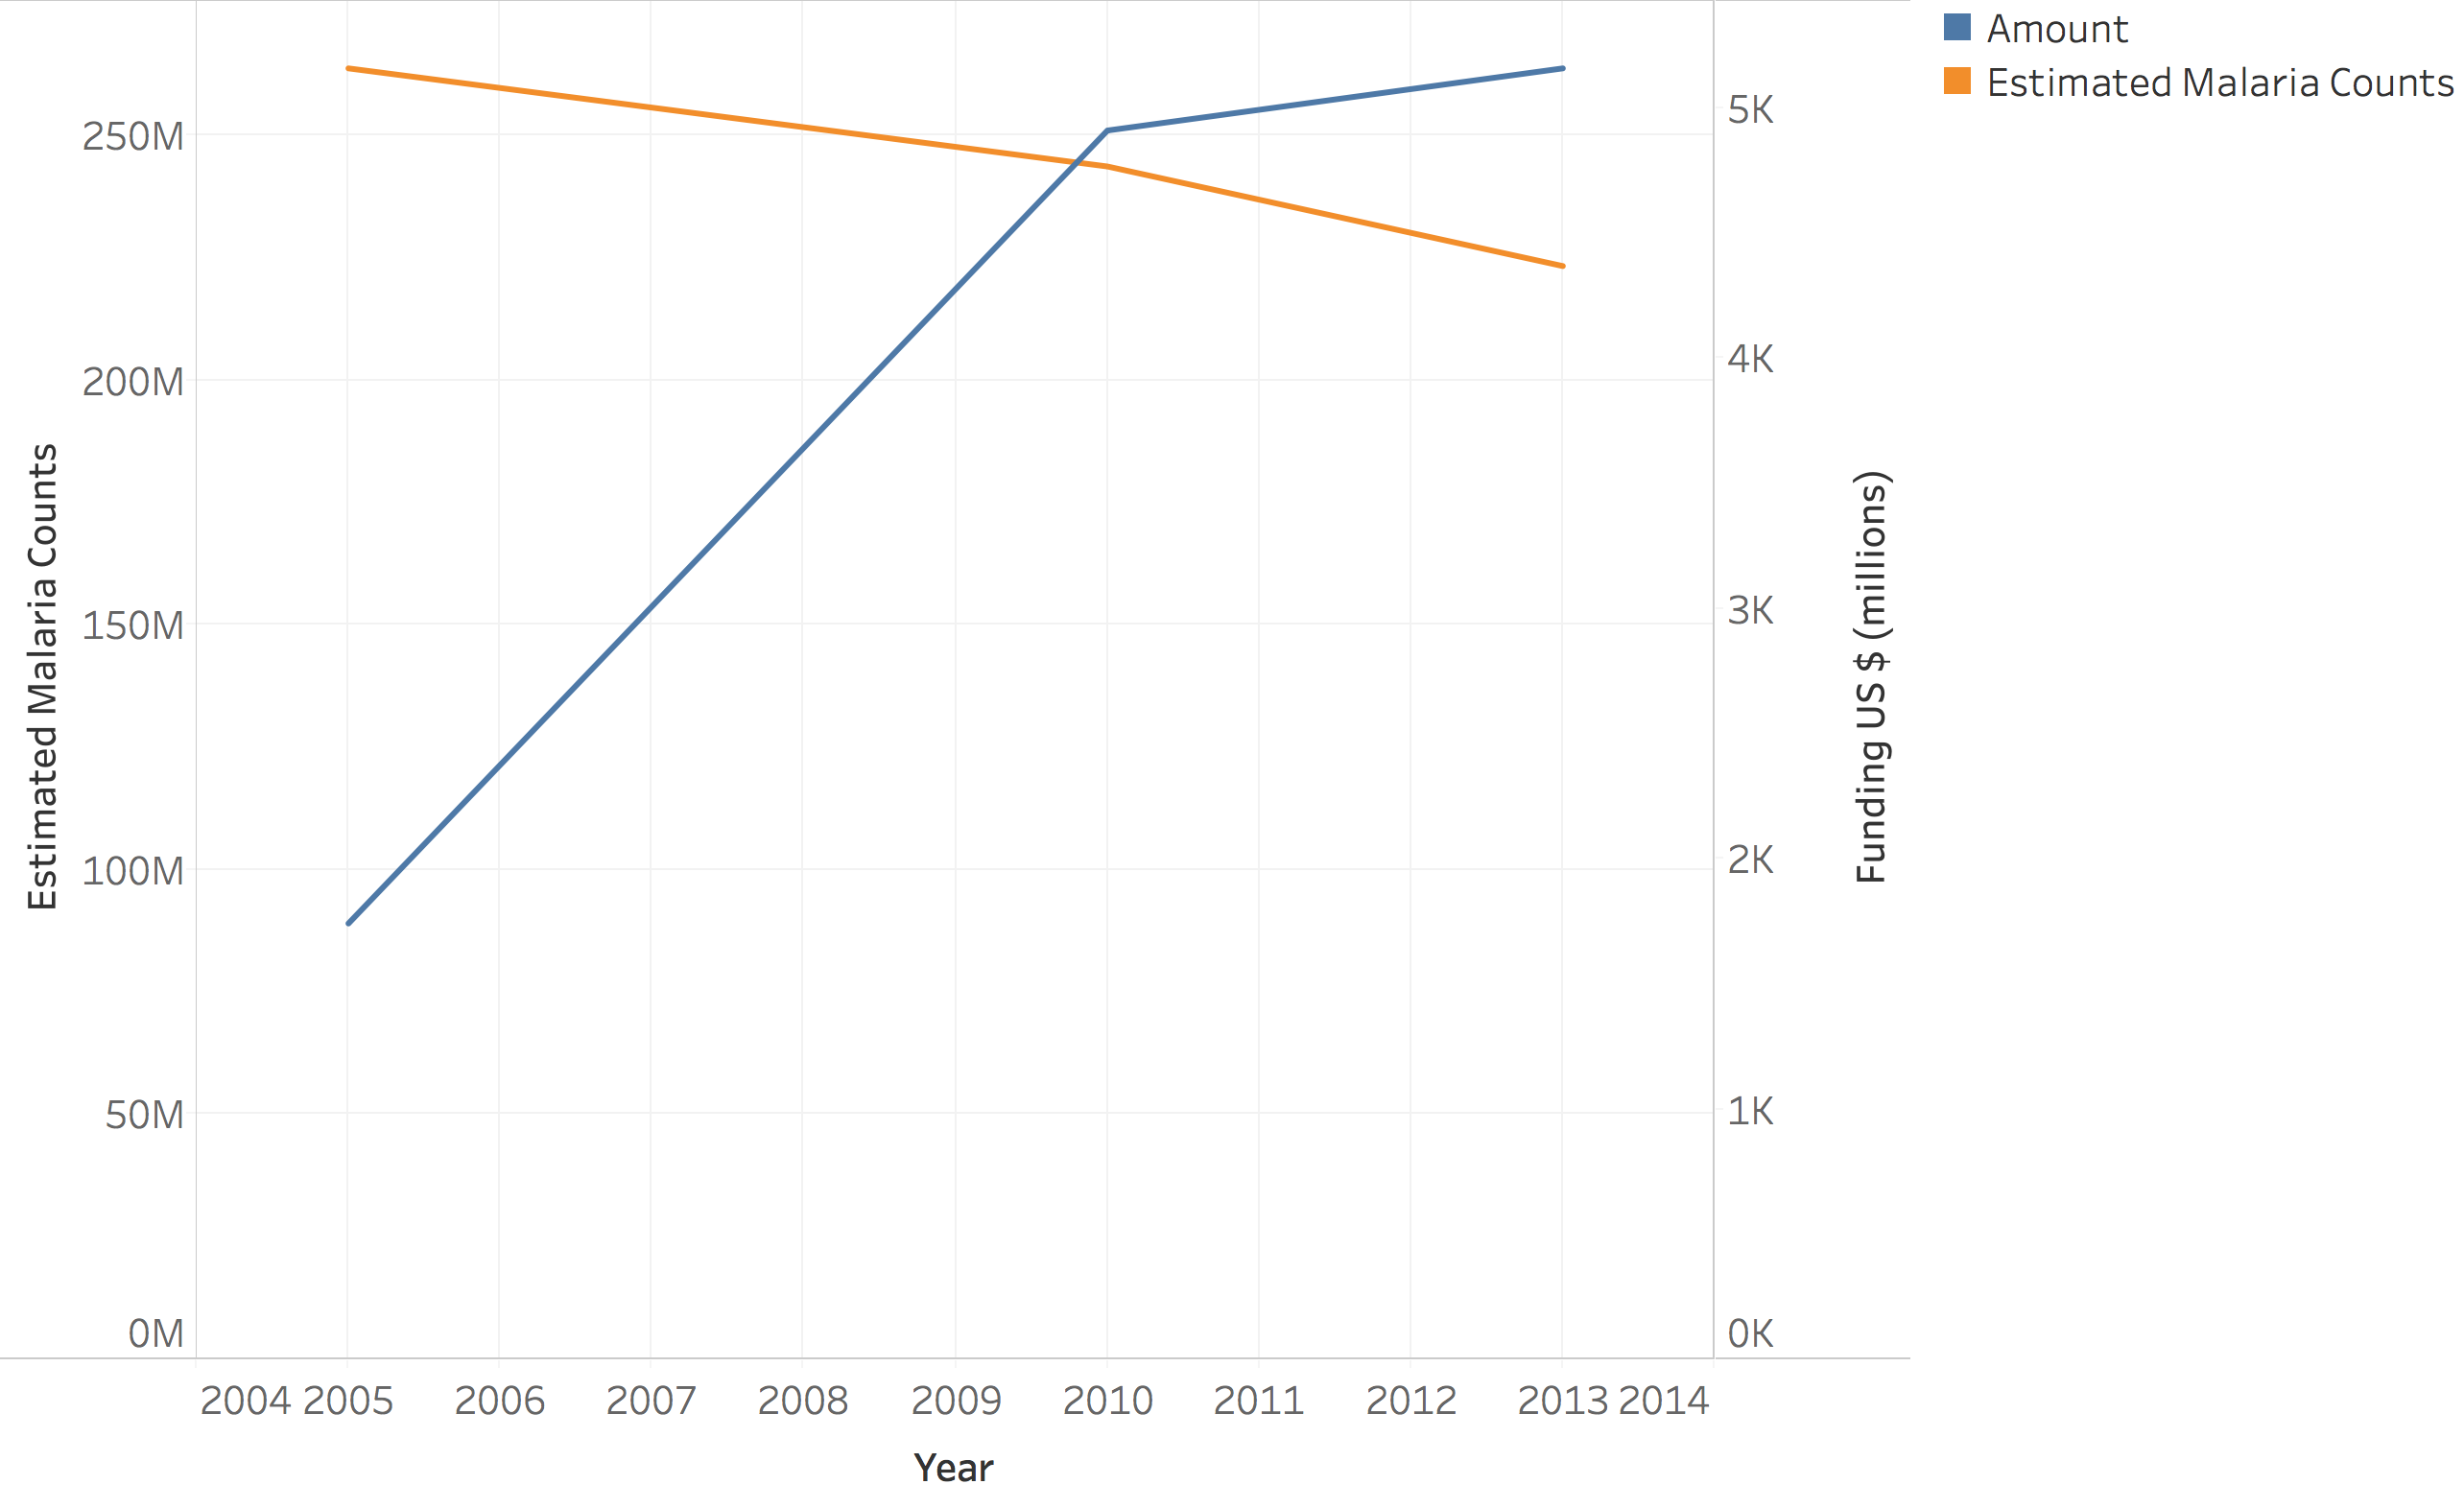 Amount
Estimated Malaria Counts
Estimated Malaria Counts
250M
200M
150M
100M
50M
0M
5K
4K
3K
2K
1K
0K
Funding US $ (millions)
2004 2005 2006 2007 2008 2009 2010 2011 2012 2013 2014
Year